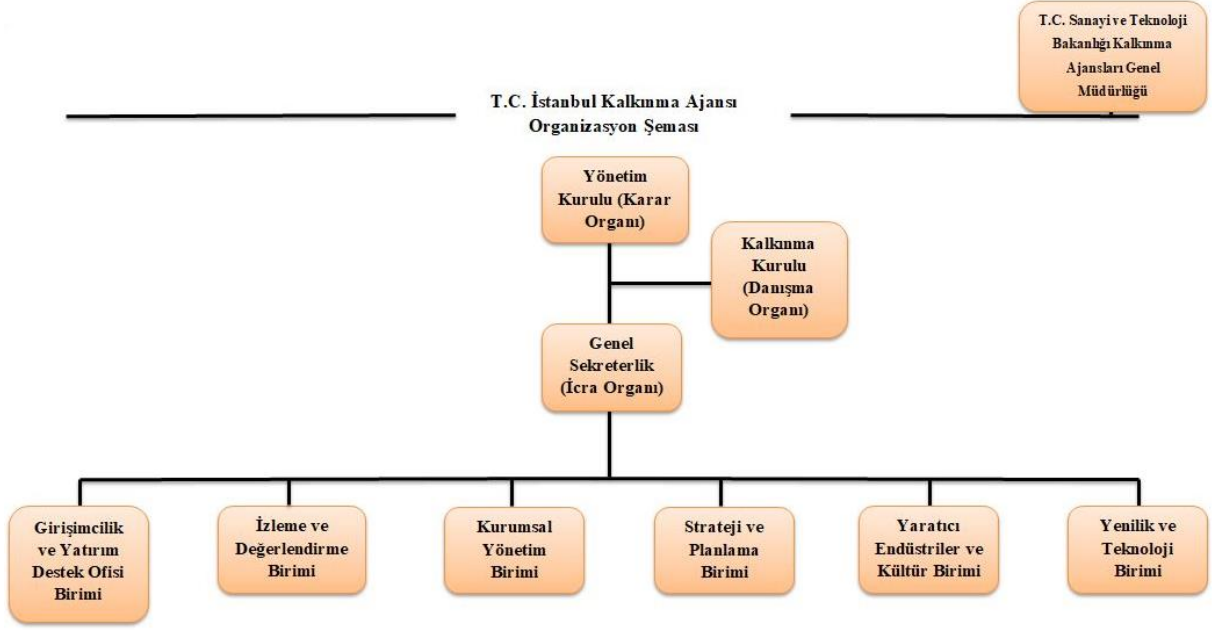 T.C. Sanayi ve Teknoloji
Bakanlığı Kalkınma
Ajansları Genel
Müdürlüğü
T.C. İstanbul Kalkınma Ajansı
Organizasyon Şeması
Yönetim
Kurulu (Karar
Organı)
Kalkınma
Kurulu
(Danışma
Organı)
Genel
Sekreterlik
(İcra Organı)
Girişimcilik
ve Yatırım
Destek Ofisi
Birimi
İzleme ve
Değerlendirme
Birimi
Kurumsal
Yönetim
Birimi
Strateji ve
Planlama
Birimi
Yaratıcı
Endüstriler ve
Kültür Birimi
Yenilik ve
Teknoloji
Birimi